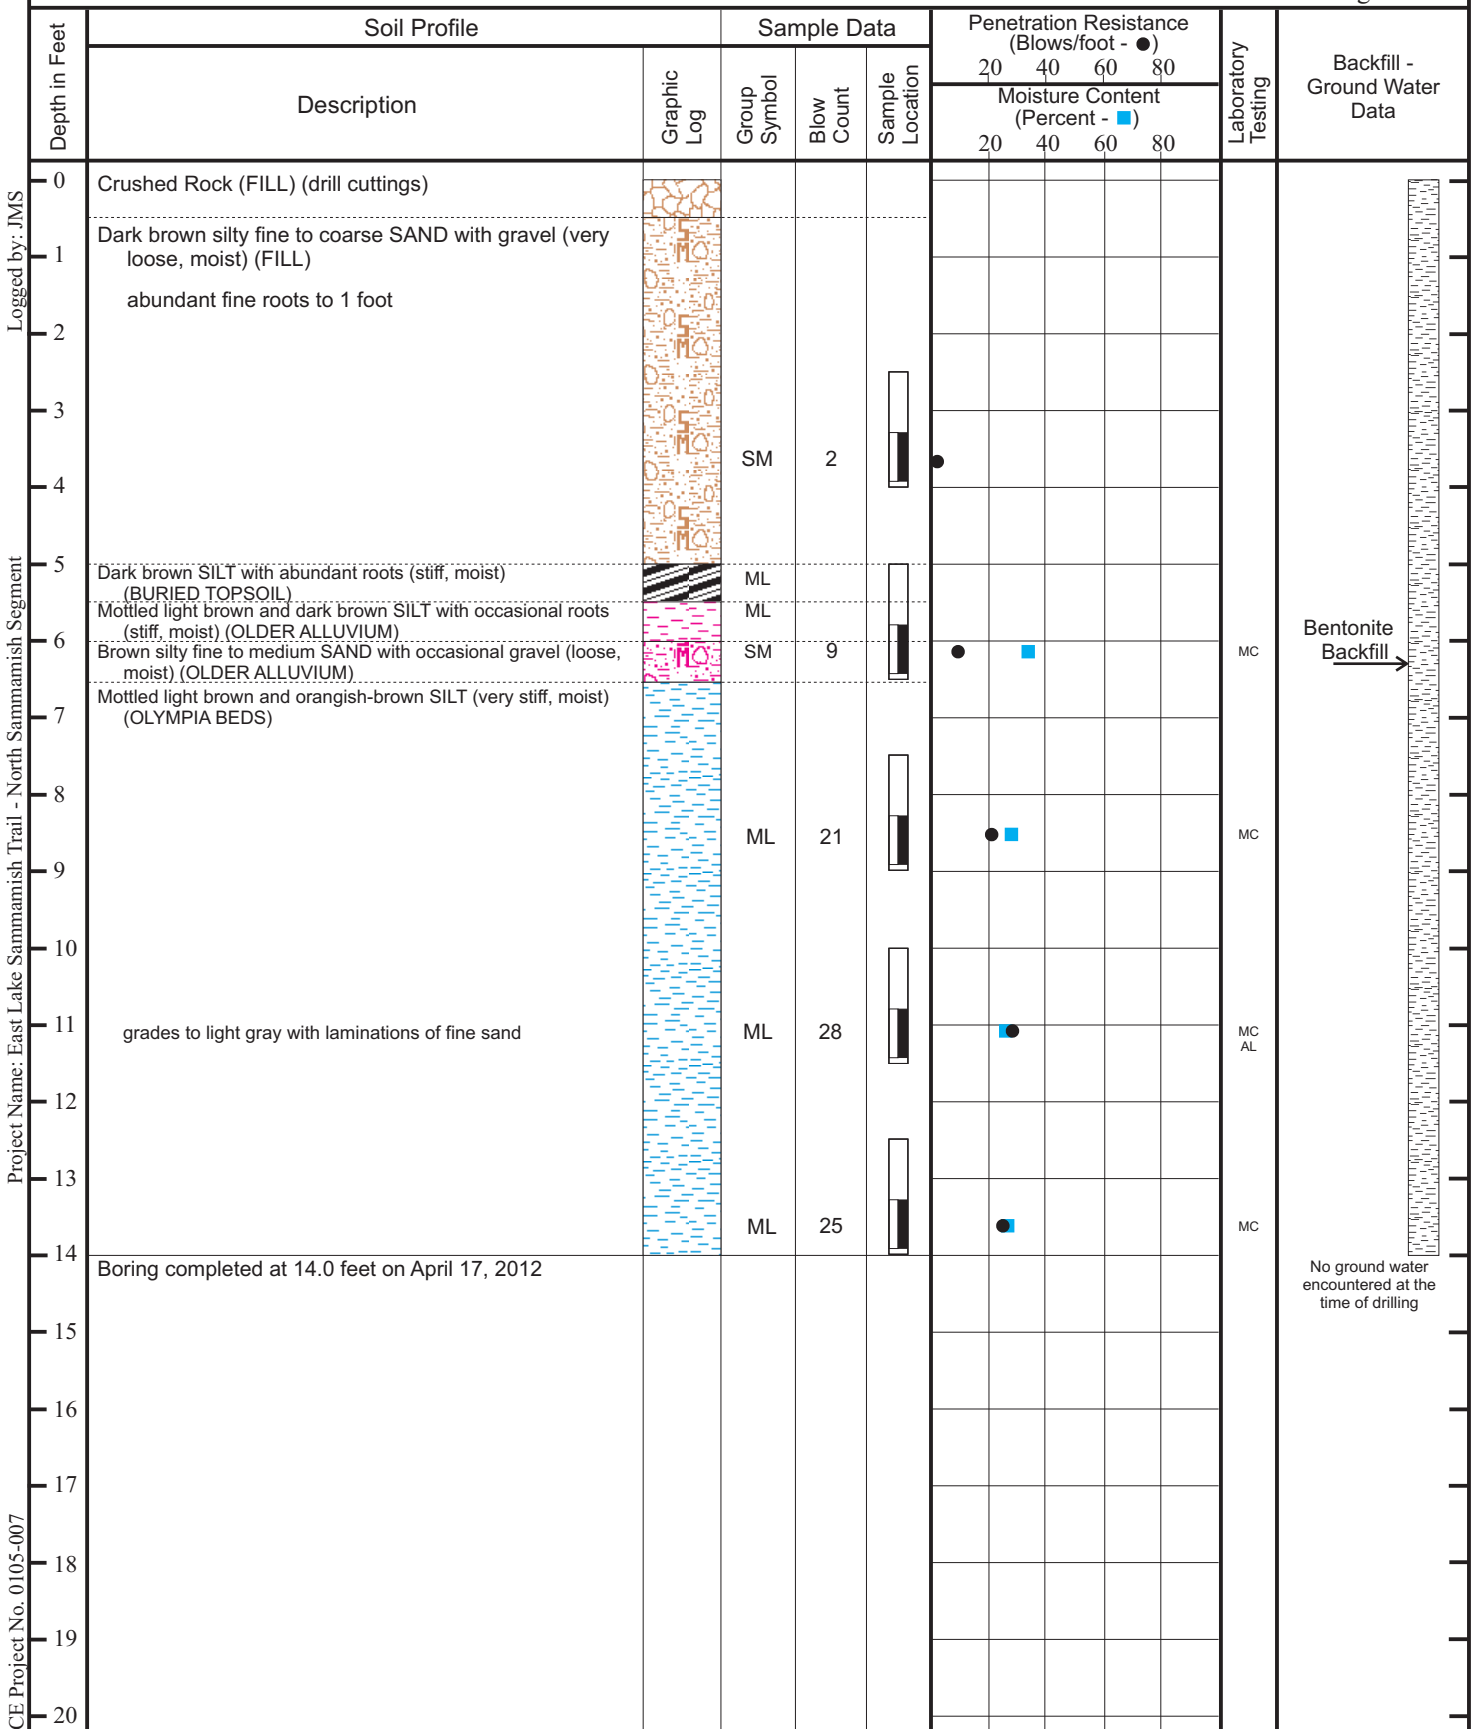 Soil Profile
Sample Data
Penetration Resistance
(Blows/foot - ●)
20 40 60 80
Moisture Content
(Percent - ■)
20 40 60 80
Depth in Feet
Description
Graphic
Log
Group
Symbol
Blow
Count
Sample
Location
Laboratory
Testing
Backfill -
Ground Water
Data
Logged by: JMS
Project Name: East Lake Sammamish Trail - North Sammamish Segment
CE Project No. 0105-007
0
Crushed Rock (FILL) (drill cuttings)
Dark brown silty fine to coarse SAND with gravel (very
1
loose, moist) (FILL)
abundant fine roots to 1 foot
2
3
SM 2
4
5
Dark brown SILT with abundant roots (stiff, moist)
ML
(BURIED TOPSOIL)
Mottled light brown and dark brown SILT with occasional roots
ML
(stiff, moist) (OLDER ALLUVIUM)
6
Brown silty fine to medium SAND with occasional gravel (loose,
SM 9 MC
moist) (OLDER ALLUVIUM)
Bentonite
Backfill
Mottled light brown and orangish-brown SILT (very stiff, moist)
7
(OLYMPIA BEDS)
8
ML 21 MC
9
10
11
grades to light gray with laminations of fine sand
ML 28 MC
AL
12
13
ML 25 MC
14
Boring completed at 14.0 feet on April 17, 2012
No ground water
encountered at the
time of drilling
15
16
17
18
19
20